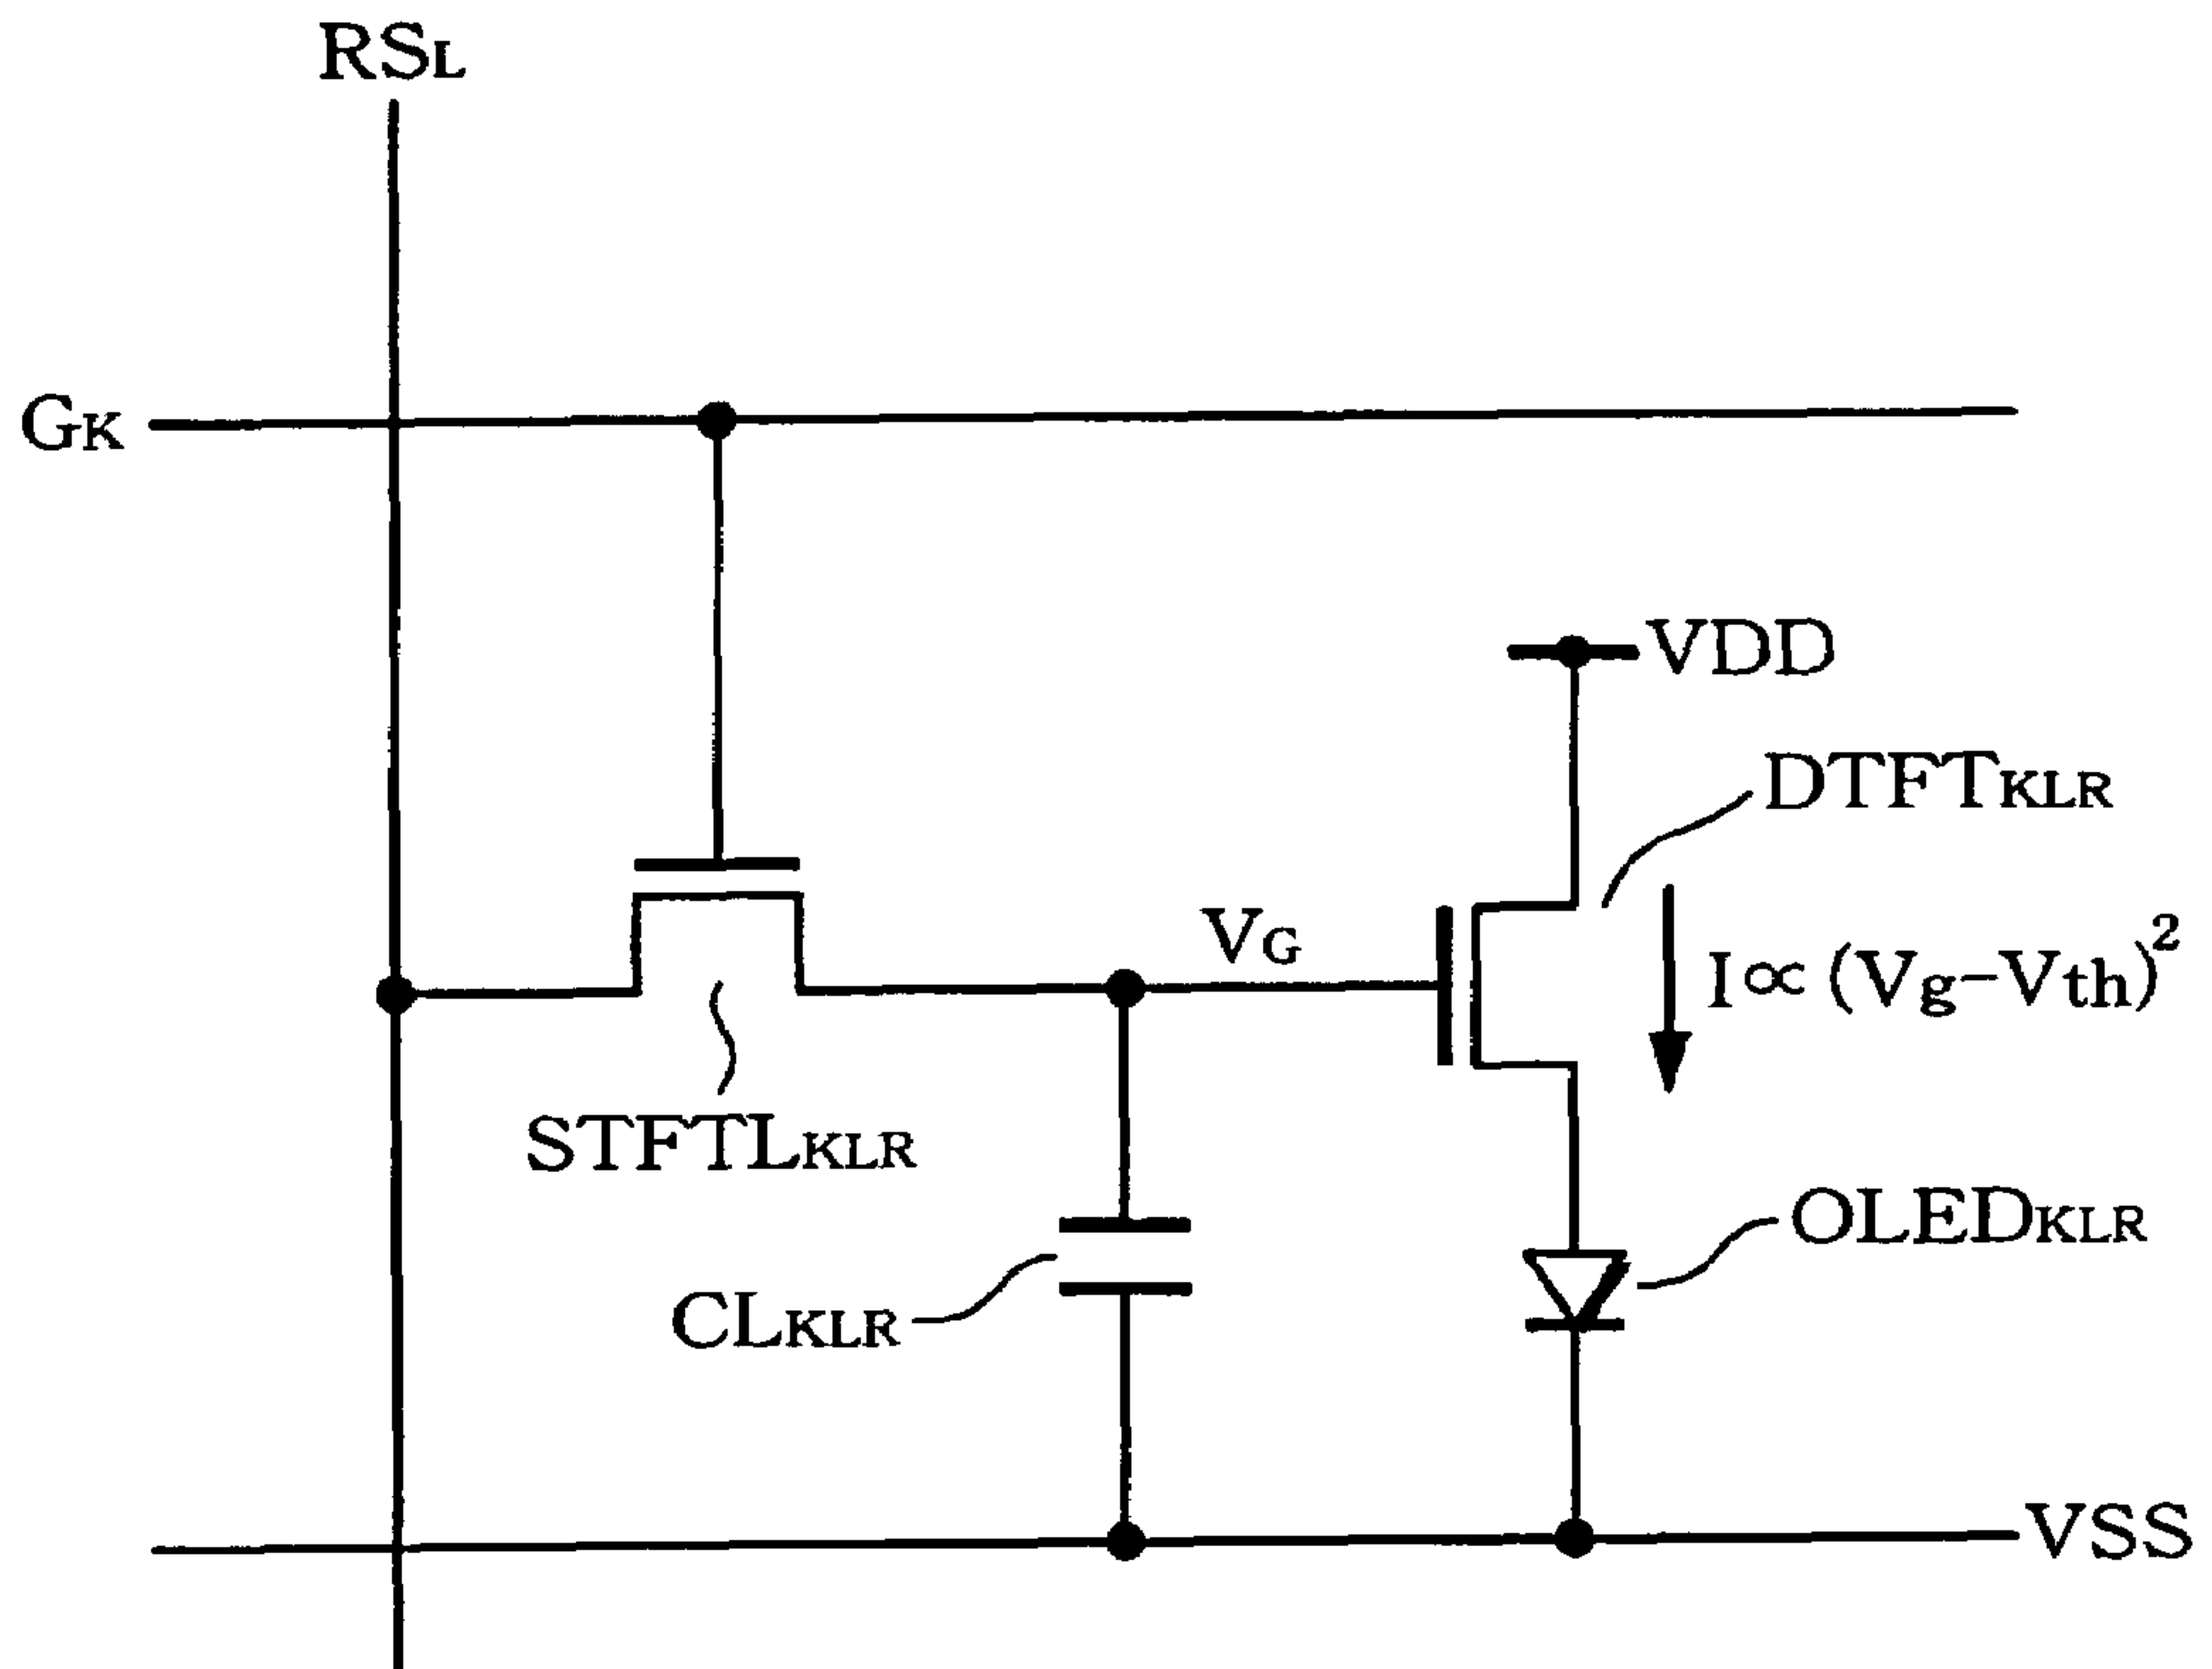 RSL
GK
VDD
DTFTKLR
VG
I∝(Vg-Vth)²
STFTLKLR
OLEDKLR
CLKLR
VSS